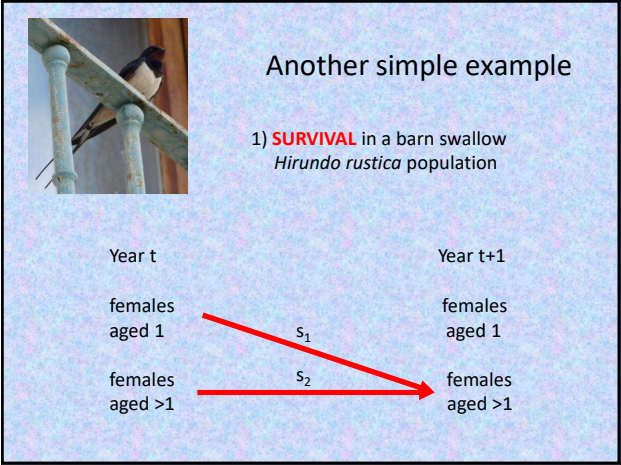 Another simple example
1) SURVIVAL in a barn swallow
Hirundo rustica population
Year t
Year t+1
females
aged 1
females
aged 1
s₁
s₂
females
aged >1
females
aged >1